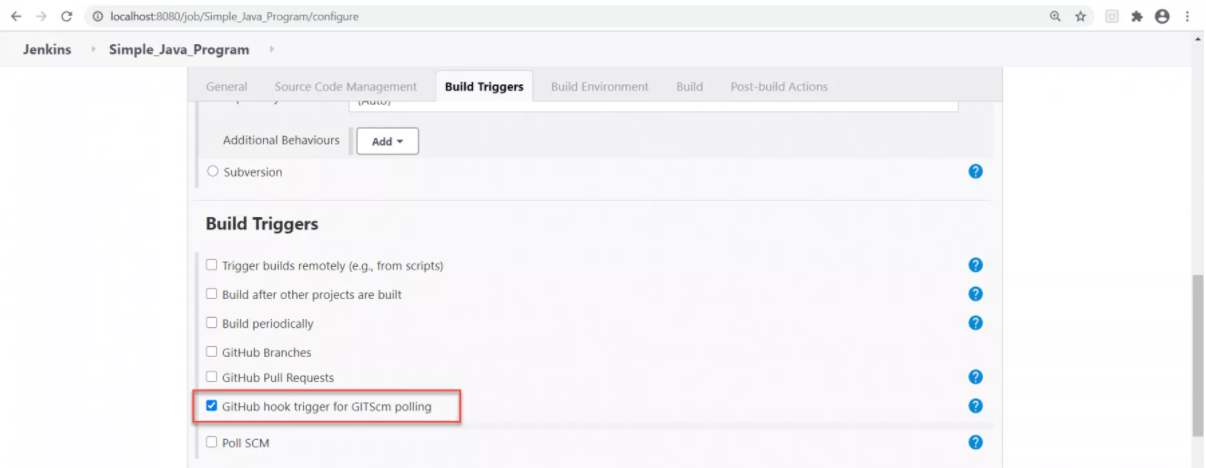 localhost:8080/job/Simple_Java_Program/configure
Jenkins Simple_Java_Program
General Source Code Management Build Triggers Build Environment Build Post-build Actions
(Auto)
Additional Behaviours Add
Subversion
Build Triggers
Trigger builds remotely (e.g., from scripts)
Build after other projects are built
Build periodically
GitHub Branches
GitHub Pull Requests
GitHub hook trigger for GITScm polling
Poll SCM